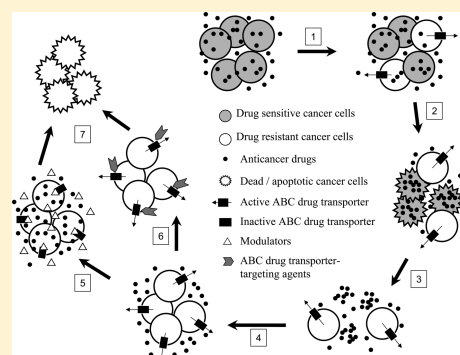 1
2
Drug sensitive cancer cells
Drug resistant cancer cells
Anticancer drugs
Dead / apoptotic cancer cells
Active ABC drug transporter
Inactive ABC drug transporter
Modulators
ABC drug transporter-
targeting agents
7
6
5
3
4